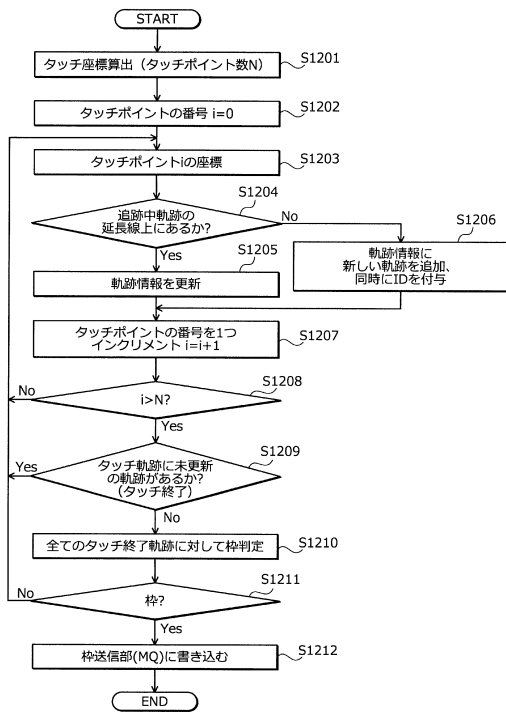 START
タッチ座標算出（タッチポイント数N）
S1201
タッチポイントの番号 i=0
S1202
タッチポイントiの座標
S1203
追跡中軌跡の
延長線上にあるか?
S1204
No
Yes
軌跡情報を更新
S1205
軌跡情報に
新しい軌跡を追加、
同時にIDを付与
S1206
タッチポイントの番号を1つ
インクリメント i=i+1
S1207
i>N?
S1208
No
Yes
タッチ軌跡に未更新
の軌跡があるか?
(タッチ終了)
S1209
Yes
No
全てのタッチ終了軌跡に対して枠判定
S1210
枠?
S1211
No
Yes
枠送信部(MQ)に書き込む
S1212
END